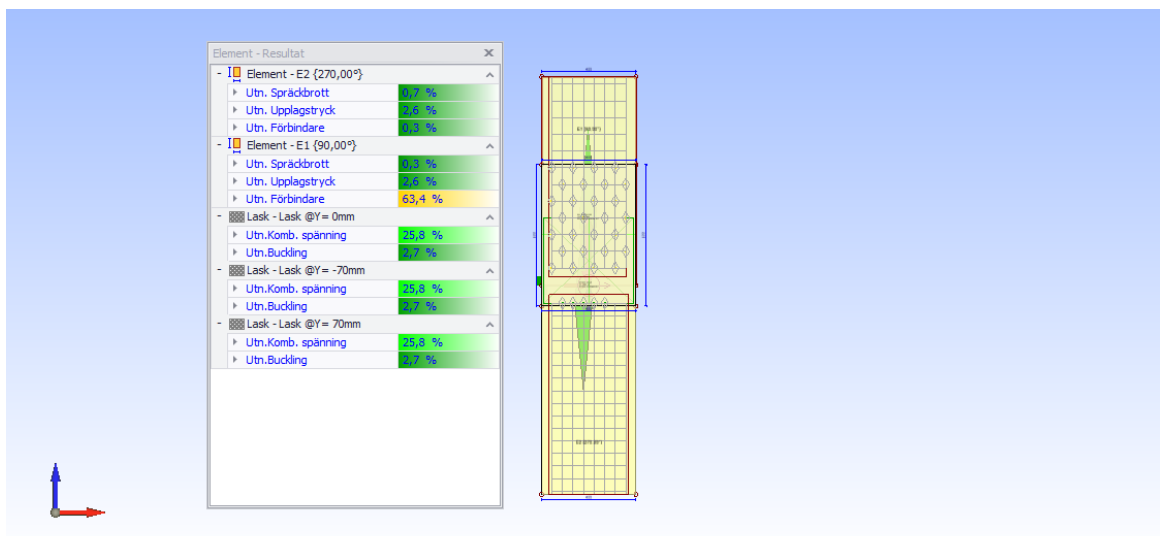 Element - Resultat
Element - E2 {270,00°}
Utn. Spräckbrott 0,7 %
Utn. Upplagstryck 2,6 %
Utn. Förbindare 0,3 %
Element - E1 {90,00°}
Utn. Spräckbrott 0,3 %
Utn. Upplagstryck 2,6 %
Utn. Förbindare 63,4 %
Lask - Lask @Y= 0mm
Utn.Komb. spänning 25,8 %
Utn.Buckling 2,7 %
Lask - Lask @Y= -70mm
Utn.Komb. spänning 25,8 %
Utn.Buckling 2,7 %
Lask - Lask @Y= 70mm
Utn.Komb. spänning 25,8 %
Utn.Buckling 2,7 %